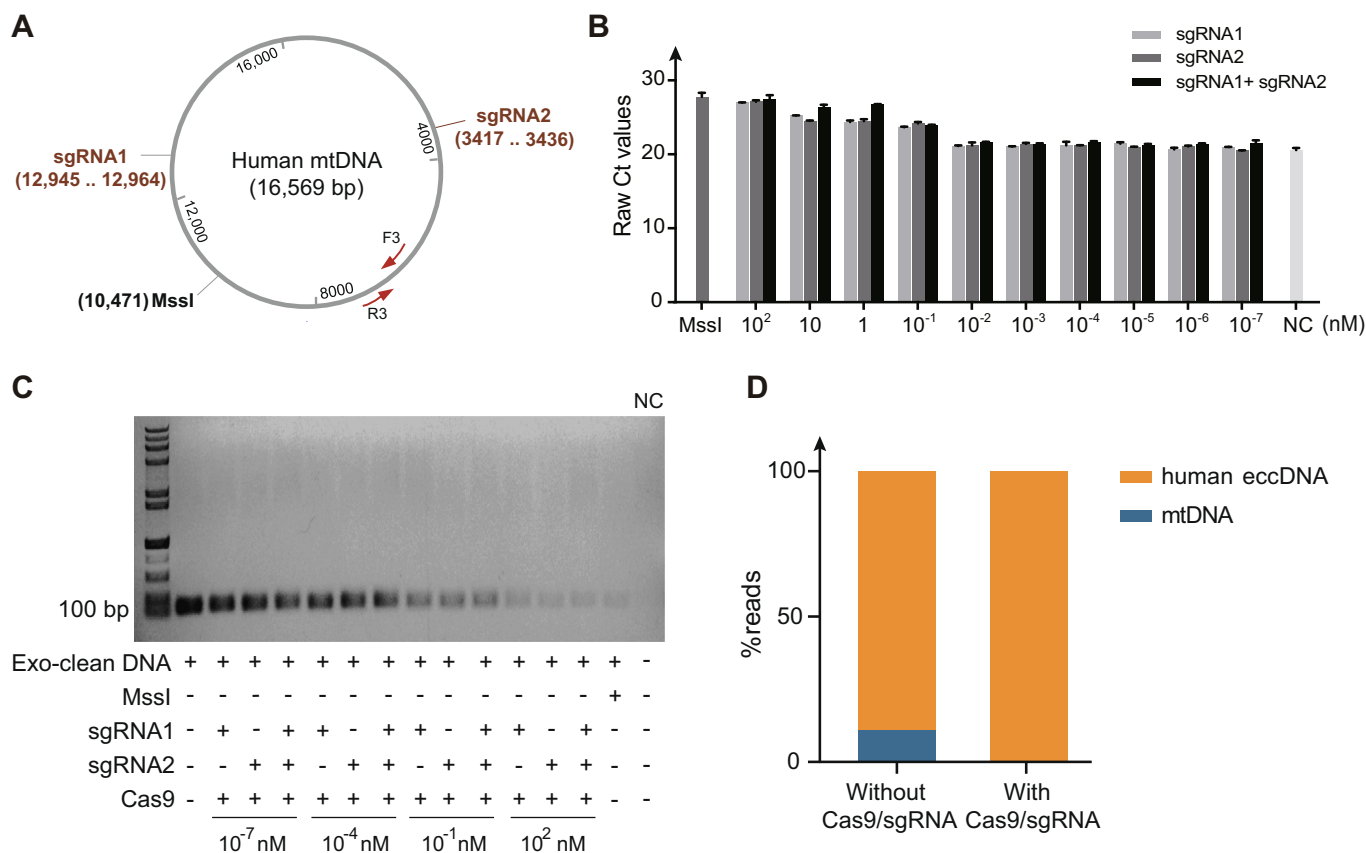 A
16,000
sgRNA2
(3417 .. 3436)
4000
sgRNA1
(12,945 .. 12,964)
Human mtDNA
(16,569 bp)
12,000
F3
(10,471) MssI
8000
R3
B
sgRNA1
sgRNA2
sgRNA1+ sgRNA2
Raw Ct values
30
20
10
0
MssI 10² 10 1 10⁻¹ 10⁻² 10⁻³ 10⁻⁴ 10⁻⁵ 10⁻⁶ 10⁻⁷ NC (nM)
C
NC
100 bp
Exo-clean DNA + + + + + + + + + + + + + + -
MssI - - - - - - - - - - - - - + -
sgRNA1 - + - + + - + + - + + - + - -
sgRNA2 - - + + - + + - + + - + + - -
Cas9 - + + + + + + + + + + + + - -
10⁻⁷ nM 10⁻⁴ nM 10⁻¹ nM 10² nM
D
%reads
100
50
0
human eccDNA
mtDNA
Without
Cas9/sgRNA
With
Cas9/sgRNA